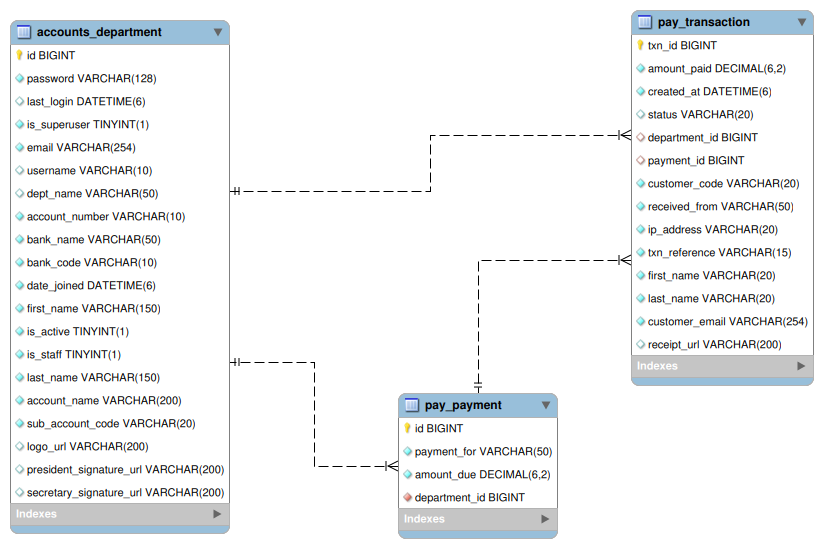 accounts_department
id BIGINT
password VARCHAR(128)
last_login DATETIME(6)
is_superuser TINYINT(1)
email VARCHAR(254)
username VARCHAR(10)
dept_name VARCHAR(50)
account_number VARCHAR(10)
bank_name VARCHAR(50)
bank_code VARCHAR(10)
date_joined DATETIME(6)
first_name VARCHAR(150)
is_active TINYINT(1)
is_staff TINYINT(1)
last_name VARCHAR(150)
account_name VARCHAR(200)
sub_account_code VARCHAR(20)
logo_url VARCHAR(200)
president_signature_url VARCHAR(200)
secretary_signature_url VARCHAR(200)
Indexes
pay_payment
id BIGINT
payment_for VARCHAR(50)
amount_due DECIMAL(6,2)
department_id BIGINT
Indexes
pay_transaction
txn_id BIGINT
amount_paid DECIMAL(6,2)
created_at DATETIME(6)
status VARCHAR(20)
department_id BIGINT
payment_id BIGINT
customer_code VARCHAR(20)
received_from VARCHAR(50)
ip_address VARCHAR(20)
txn_reference VARCHAR(15)
first_name VARCHAR(20)
last_name VARCHAR(20)
customer_email VARCHAR(254)
receipt_url VARCHAR(200)
Indexes